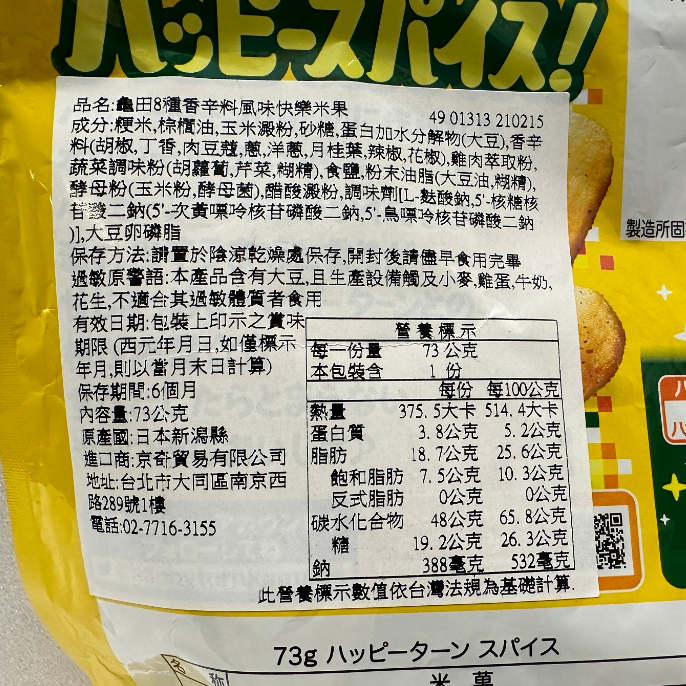 ハッピースパイス!
品名:龜田8種香辛料風味快樂米果
49 01313 210215
成分:粳米,棕櫚油,玉米澱粉,砂糖,蛋白加水分解物(大豆),香辛
料(胡椒,丁香,肉豆蔻,蔥,洋蔥,月桂葉,辣椒,花椒),雞肉萃取粉,
蔬菜調味粉(胡蘿蔔,芹菜,糊精),食鹽,粉末油脂(大豆油,糊精),
酵母粉(玉米粉,酵母菌),醋酸澱粉,調味劑[L-麩酸鈉,5'-核糖核
苷酸二鈉(5'-次黃嘌呤核苷磷酸二鈉,5'-鳥嘌呤核苷磷酸二鈉
)],大豆卵磷脂
保存方法:請置於陰涼乾燥處保存,開封後請儘早食用完畢
過敏原警語:本產品含有大豆,且生產設備觸及小麥,雞蛋,牛奶,
花生,不適合其過敏體質者食用
有效日期:包裝上印示之賞味
期限 (西元年月日,如僅標示
年月,則以當月末日計算)
保存期間:6個月
內容量:73公克
原產國:日本新潟縣
進口商:京奇貿易有限公司
地址:台北市大同區南京西
路289號1樓
電話:02-7716-3155
營養標示
每一份量 73 公克
本包裝含 1 份
每份 每100公克
熱量 375.5大卡 514.4大卡
蛋白質 3.8公克 5.2公克
脂肪 18.7公克 25.6公克
飽和脂肪 7.5公克 10.3公克
反式脂肪 0公克 0公克
碳水化合物 48公克 65.8公克
糖 19.2公克 26.3公克
鈉 388毫克 532毫克
此營養標示數值依台灣法規為基礎計算.
製造所固
73g ハッピーターン スパイス
名
称
米菓